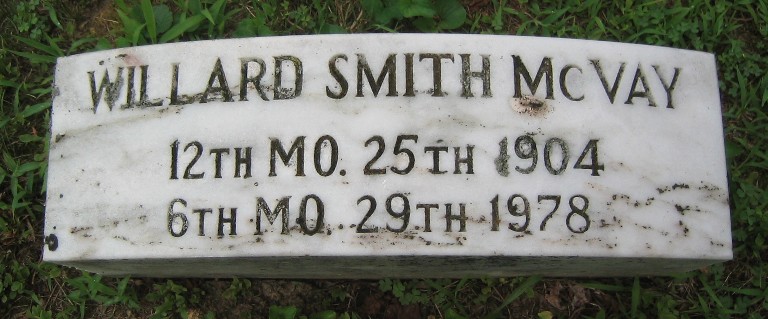 WILLARD SMITH McVAY
12TH MO. 25TH 1904
6TH MO. 29TH 1978